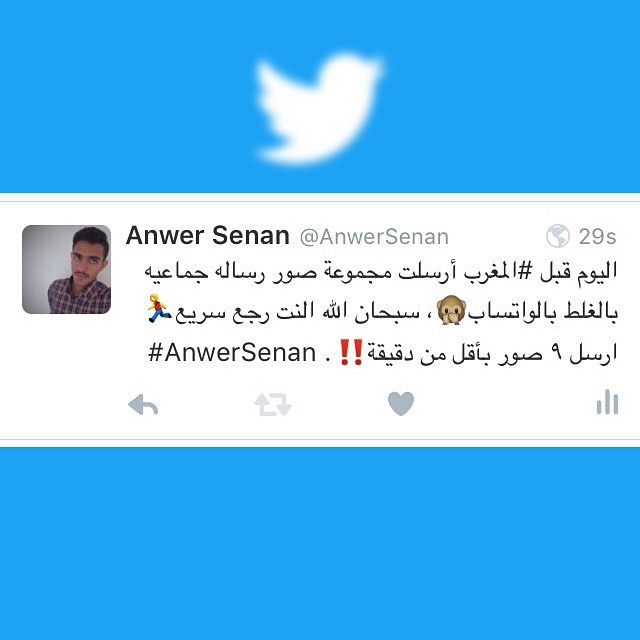 Anwer Senan @AnwerSenan 29s
اليوم قبل #المغرب أرسلت مجموعة صور رساله جماعيه
بالغلط بالواتساب🙊، سبحان الله النت رجع سريع🏃
ارسل ٩ صور بأقل من دقيقة‼️ . #AnwerSenan